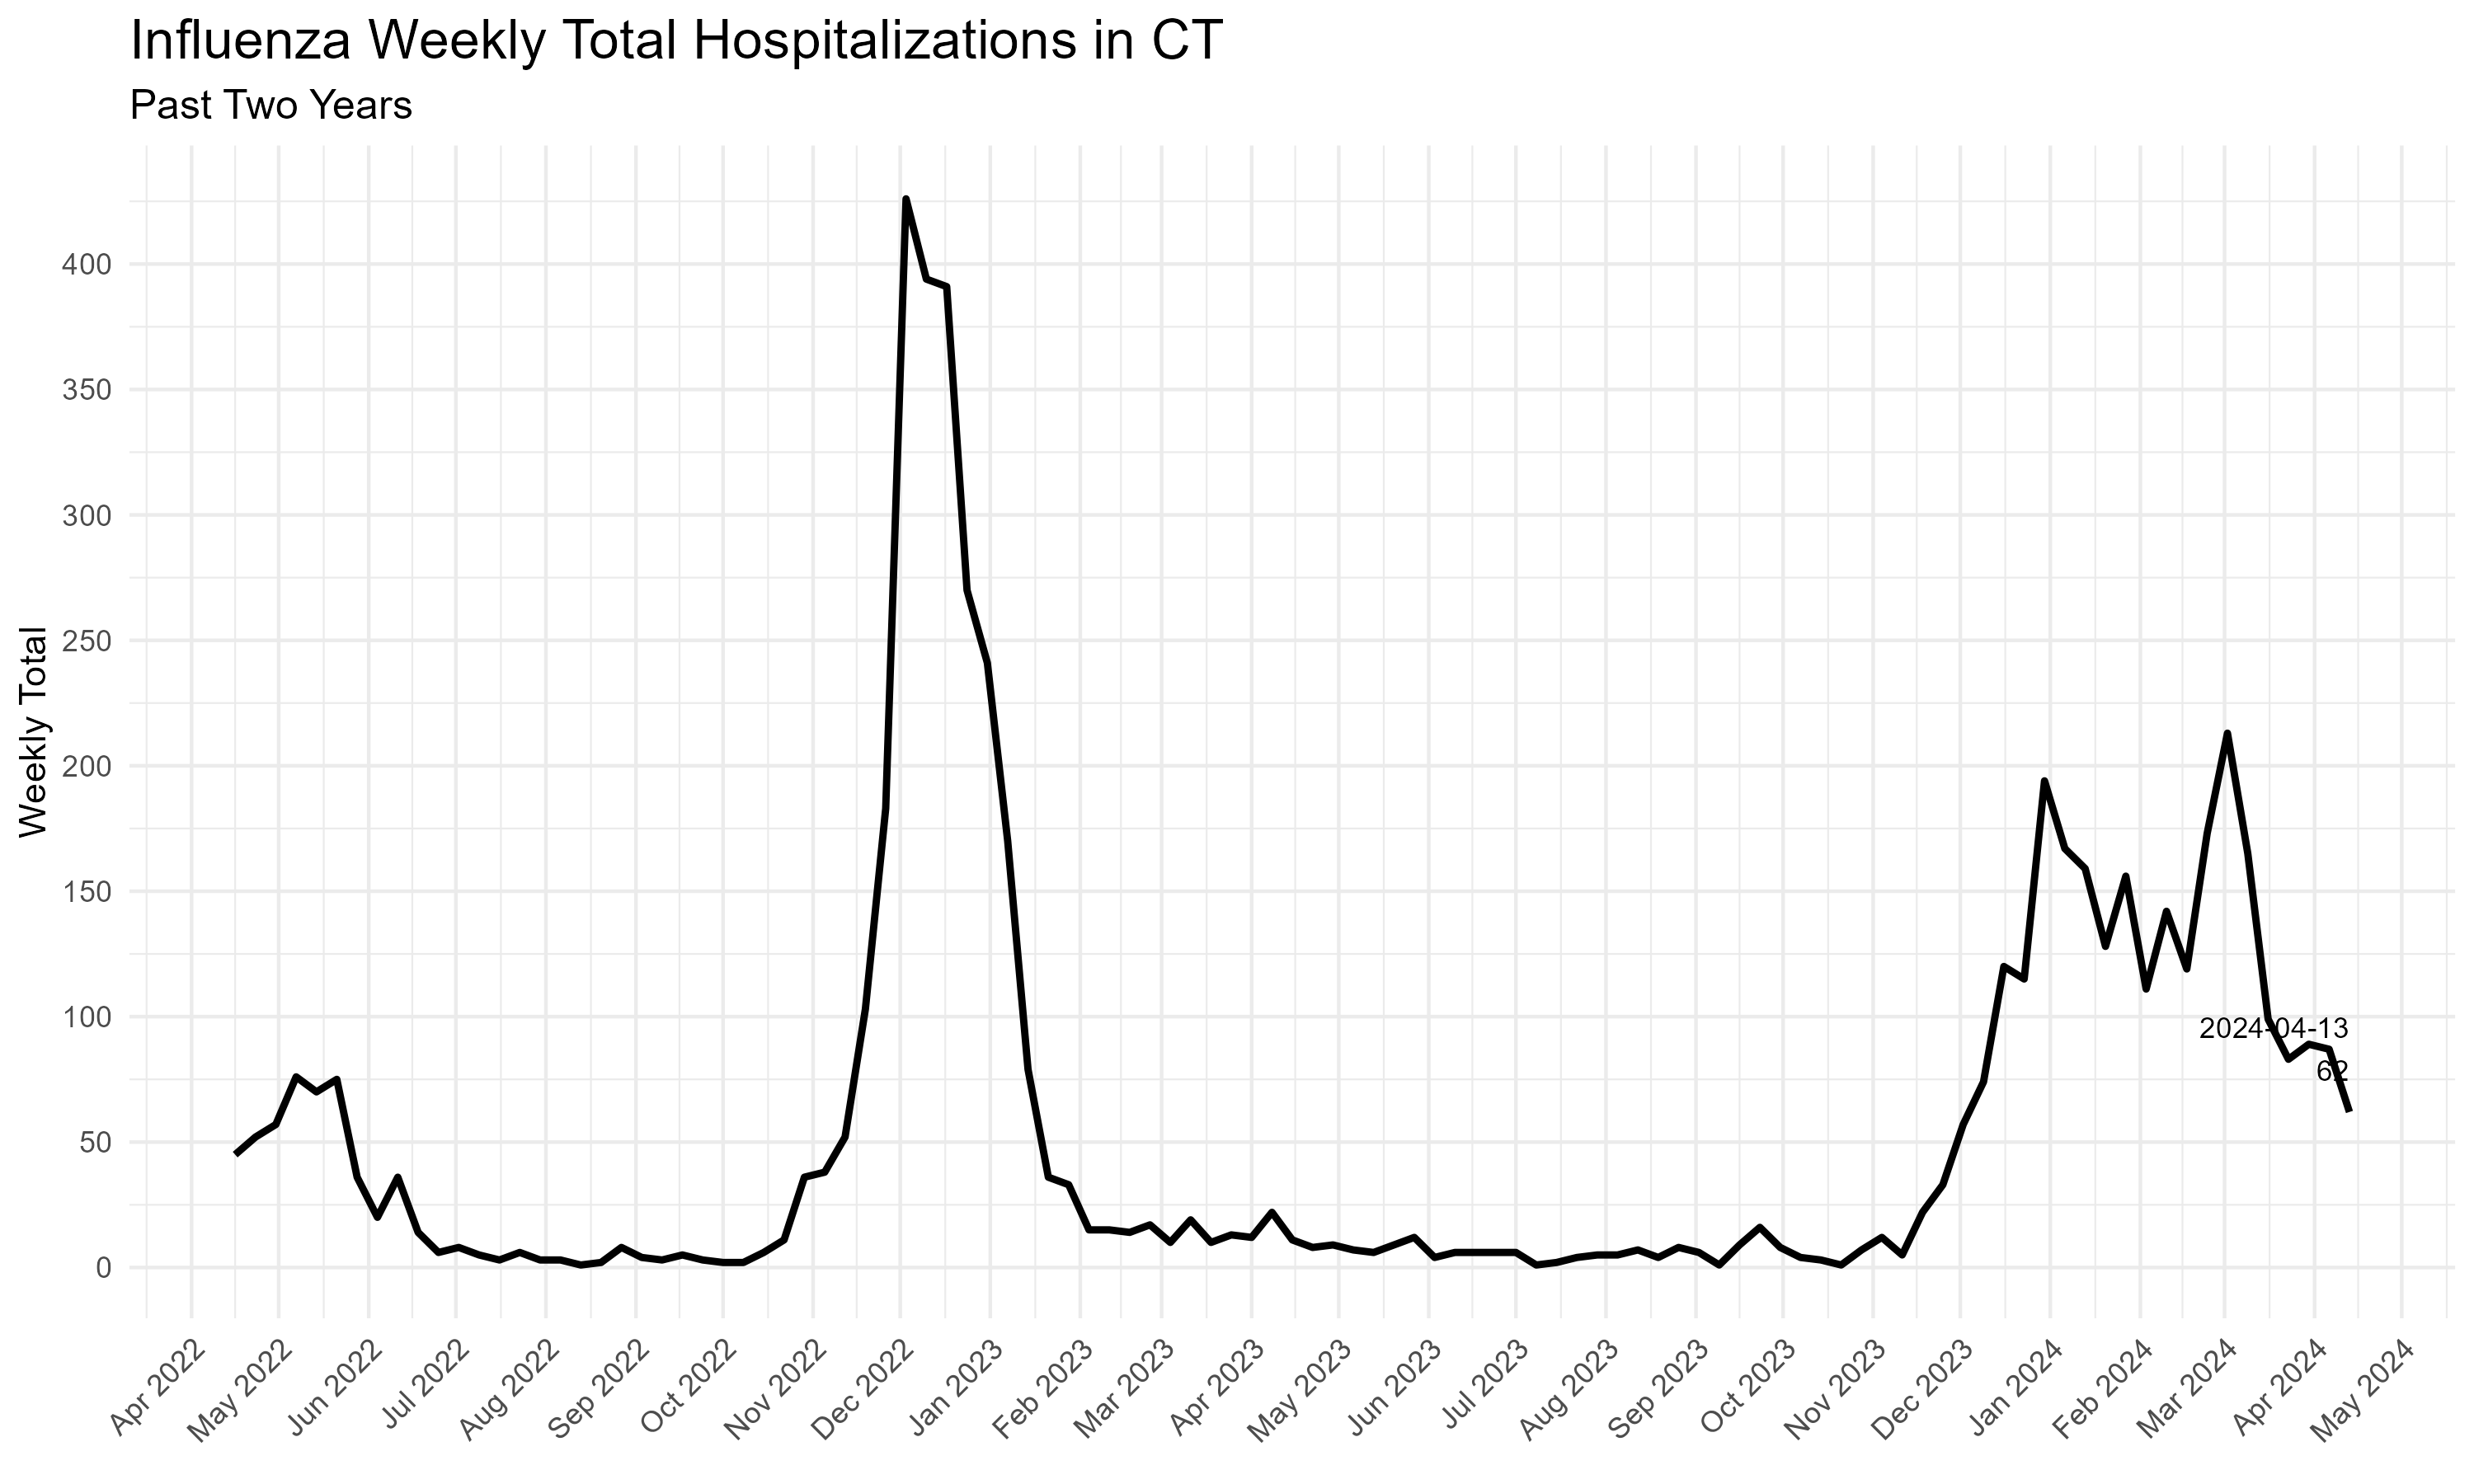 Influenza Weekly Total Hospitalizations in CT
Past Two Years
Weekly Total
400
350
300
250
200
150
100
50
0
2024-04-13
62
Apr 2022
May 2022
Jun 2022
Jul 2022
Aug 2022
Sep 2022
Oct 2022
Nov 2022
Dec 2022
Jan 2023
Feb 2023
Mar 2023
Apr 2023
May 2023
Jun 2023
Jul 2023
Aug 2023
Sep 2023
Oct 2023
Nov 2023
Dec 2023
Jan 2024
Feb 2024
Mar 2024
Apr 2024
May 2024